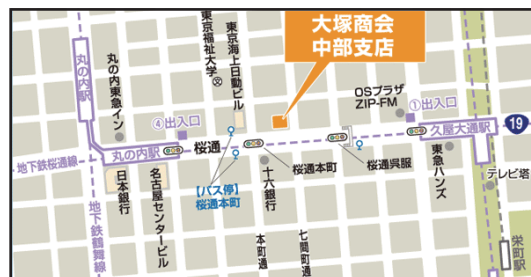 大塚商会
中部支店
丸の内駅
丸の内東急イン
東京福祉大学
東京海上日動ビル
④出入口
OSプラザ
ZIP-FM
①出入口
19
久屋大通駅
地下鉄桜通線
丸の内駅
桜通
桜通本町
桜通呉服
東急ハンズ
テレビ塔
【バス停】
桜通本町
日本銀行
名古屋センタービル
十六銀行
地下鉄鶴舞線
本町通
七間町通
栄町駅